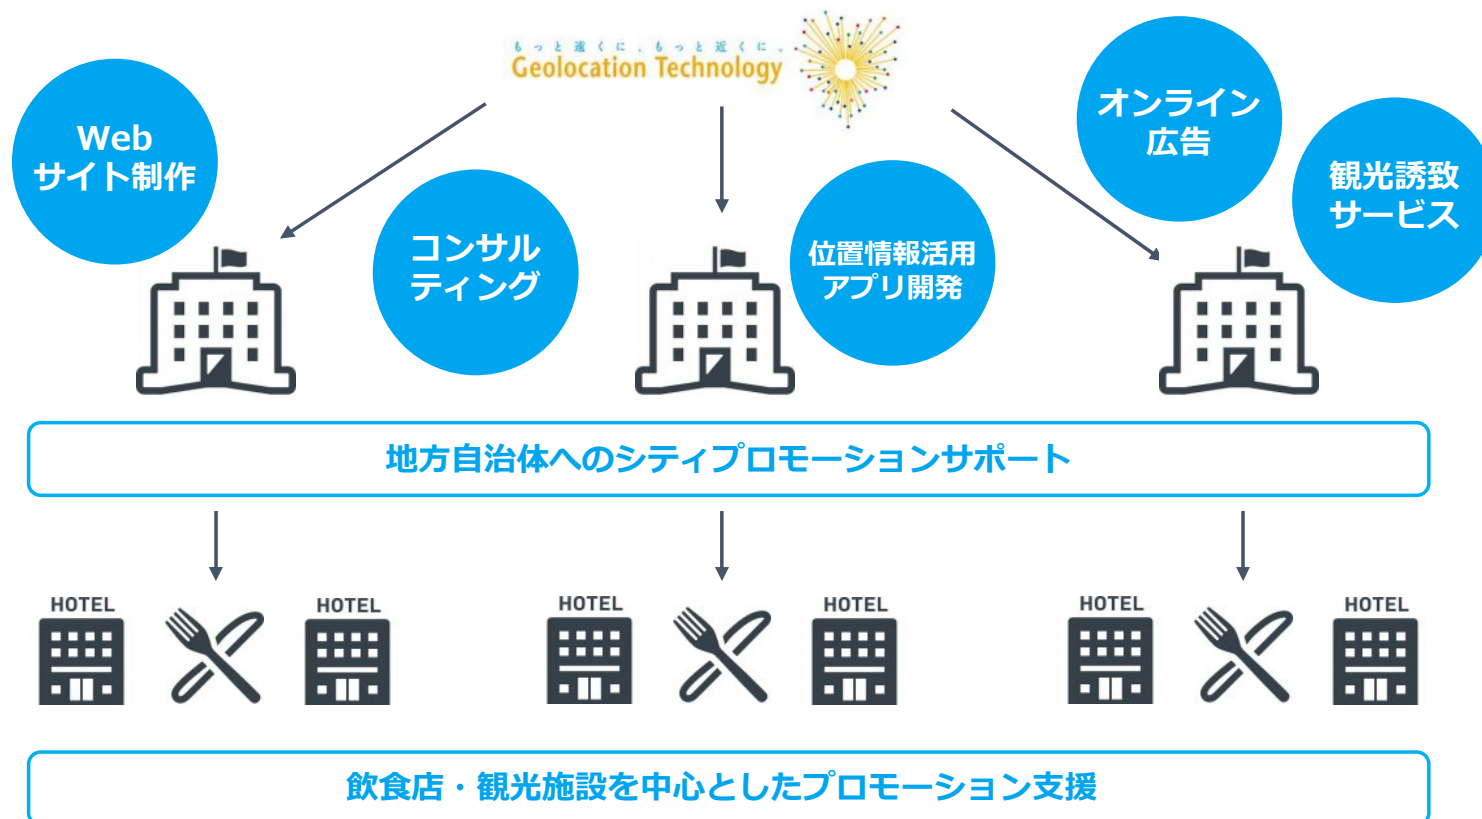 もっと遠くに、もっと近くに。
Geolocation Technology
Web
サイト制作
コンサル
ティング
位置情報活用
アプリ開発
オンライン
広告
観光誘致
サービス
地方自治体へのシティプロモーションサポート
HOTEL
HOTEL
HOTEL
HOTEL
HOTEL
HOTEL
飲食店・観光施設を中心としたプロモーション支援